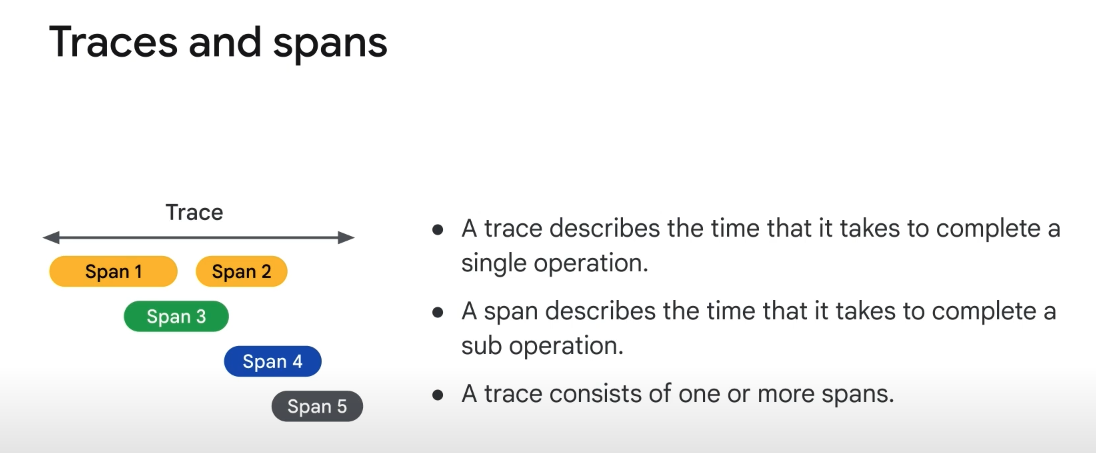 Traces and spans
Trace
Span 1
Span 2
Span 3
Span 4
Span 5
● A trace describes the time that it takes to complete a
single operation.
● A span describes the time that it takes to complete a
sub operation.
● A trace consists of one or more spans.